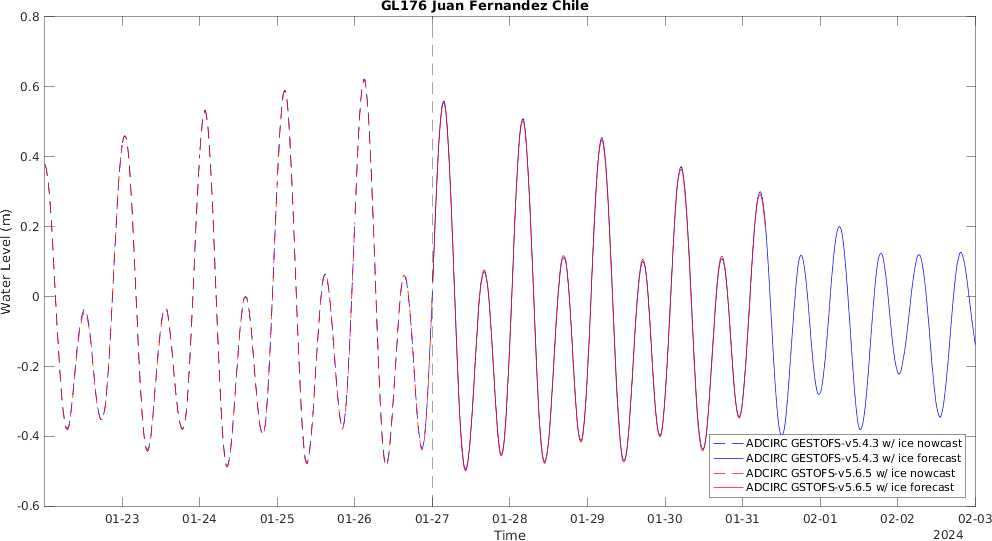 GL176 Juan Fernandez Chile
0.8
0.6
0.4
0.2
0
-0.2
-0.4
-0.6
Water Level (m)
ADCIRC GESTOFS-v5.4.3 w/ ice nowcast
ADCIRC GESTOFS-v5.4.3 w/ ice forecast
ADCIRC GSTOFS-v5.6.5 w/ ice nowcast
ADCIRC GSTOFS-v5.6.5 w/ ice forecast
01-23 01-24 01-25 01-26 01-27 01-28 01-29 01-30 01-31 02-01 02-02 02-03
Time
2024